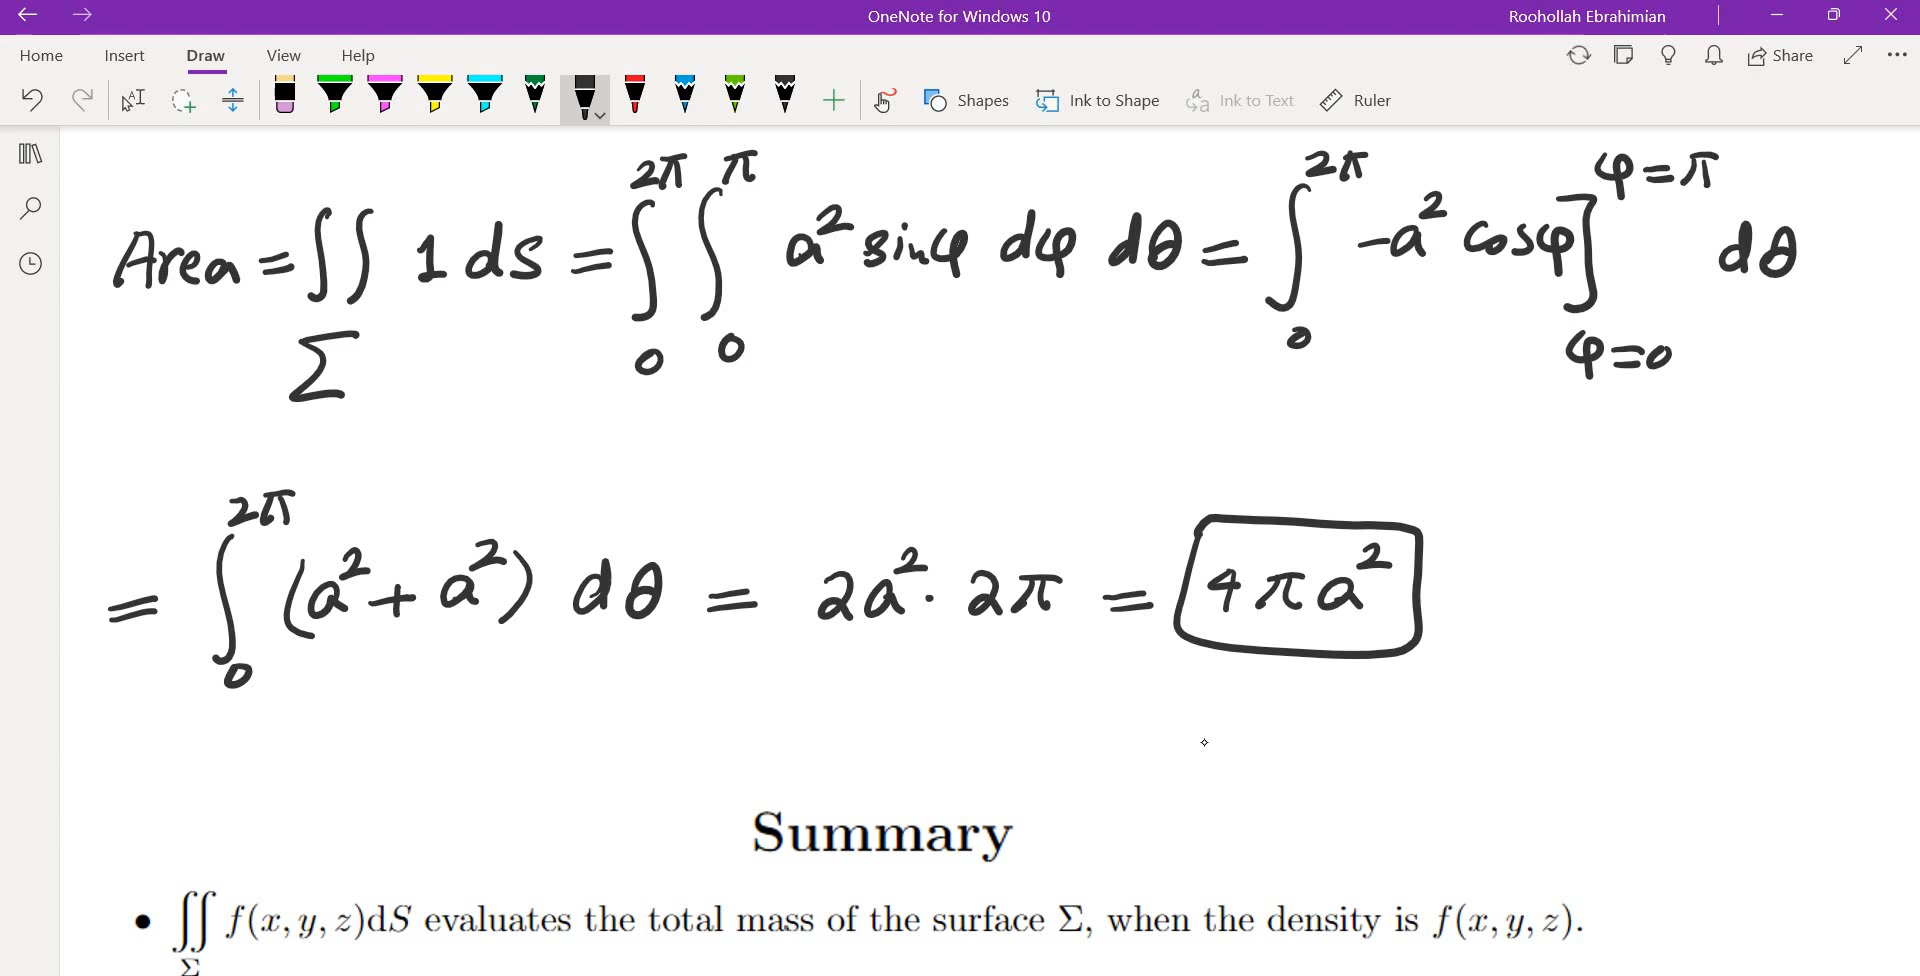 OneNote for Windows 10
Roohollah Ebrahimian
Home Insert Draw View Help Share
Shapes Ink to Shape Ink to Text Ruler
Area = ∬_Σ 1 dS = ∫_0^{2π} ∫_0^π a² sinφ dφ dθ = ∫_0^{2π} -a² cosφ]_{φ=0}^{φ=π} dθ
= ∫_0^{2π} (a² + a²) dθ = 2a² · 2π = 4πa²
Summary
• ∬_Σ f(x, y, z)dS evaluates the total mass of the surface Σ, when the density is f(x, y, z).